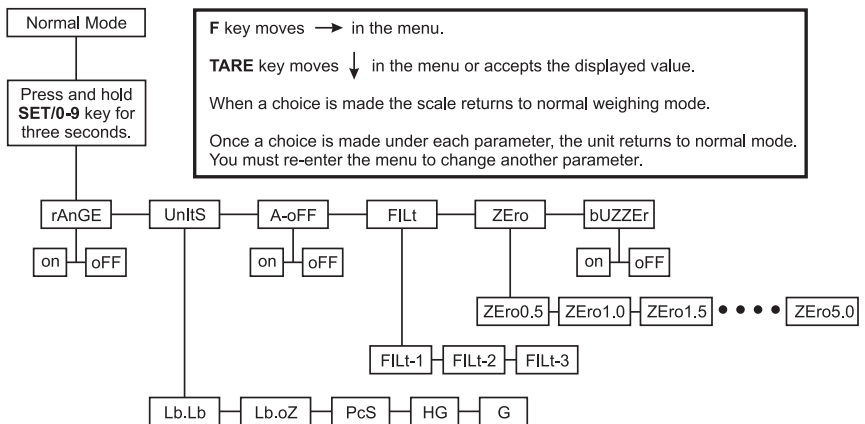 Normal Mode
Press and hold
SET/0-9 key for
three seconds.
F key moves → in the menu.
TARE key moves ↓ in the menu or accepts the displayed value.
When a choice is made the scale returns to normal weighing mode.
Once a choice is made under each parameter, the unit returns to normal mode.
You must re-enter the menu to change another parameter.
rAnGE UnItS A-oFF FILt ZEro bUZZEr
on oFF on oFF on oFF
ZEro0.5 ZEro1.0 ZEro1.5 • • • • ZEro5.0
FILt-1 FILt-2 FILt-3
Lb.Lb Lb.oZ PcS HG G